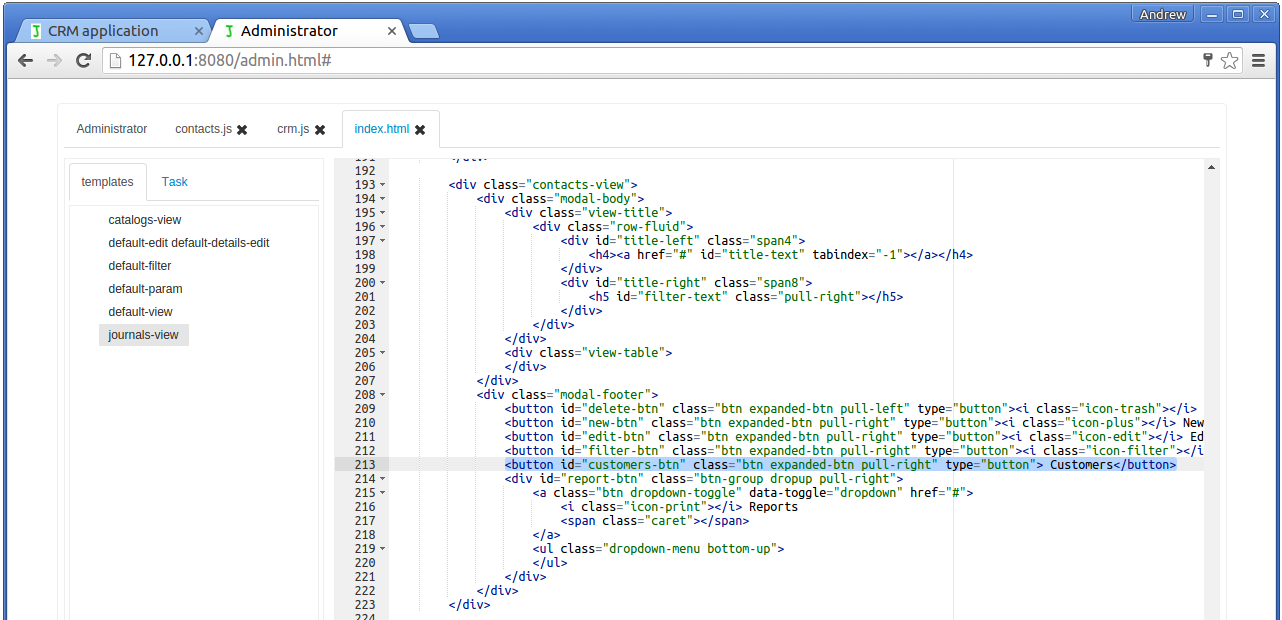 Andrew
CRM application
Administrator
127.0.0.1:8080/admin.html#
Administrator contacts.js crm.js index.html
templates Task
catalogs-view
default-edit default-details-edit
default-filter
default-param
default-view
journals-view
191 </div>
192
193 <div class="contacts-view">
194 <div class="modal-body">
195 <div class="view-title">
196 <div class="row-fluid">
197 <div id="title-left" class="span4">
198 <h4><a href="#" id="title-text" tabindex="-1"></a></h4>
199 </div>
200 <div id="title-right" class="span8">
201 <h5 id="filter-text" class="pull-right"></h5>
202 </div>
203 </div>
204 </div>
205 <div class="view-table">
206 </div>
207 </div>
208 <div class="modal-footer">
209 <button id="delete-btn" class="btn expanded-btn pull-left" type="button"><i class="icon-trash"></i>
210 <button id="new-btn" class="btn expanded-btn pull-right" type="button"><i class="icon-plus"></i> New
211 <button id="edit-btn" class="btn expanded-btn pull-right" type="button"><i class="icon-edit"></i> Ed
212 <button id="filter-btn" class="btn expanded-btn pull-right" type="button"><i class="icon-filter"></i
213 <button id="customers-btn" class="btn expanded-btn pull-right" type="button"> Customers</button>
214 <div id="report-btn" class="btn-group dropup pull-right">
215 <a class="btn dropdown-toggle" data-toggle="dropdown" href="#">
216 <i class="icon-print"></i> Reports
217 <span class="caret"></span>
218 </a>
219 <ul class="dropdown-menu bottom-up">
220 </ul>
221 </div>
222 </div>
223 </div>
224